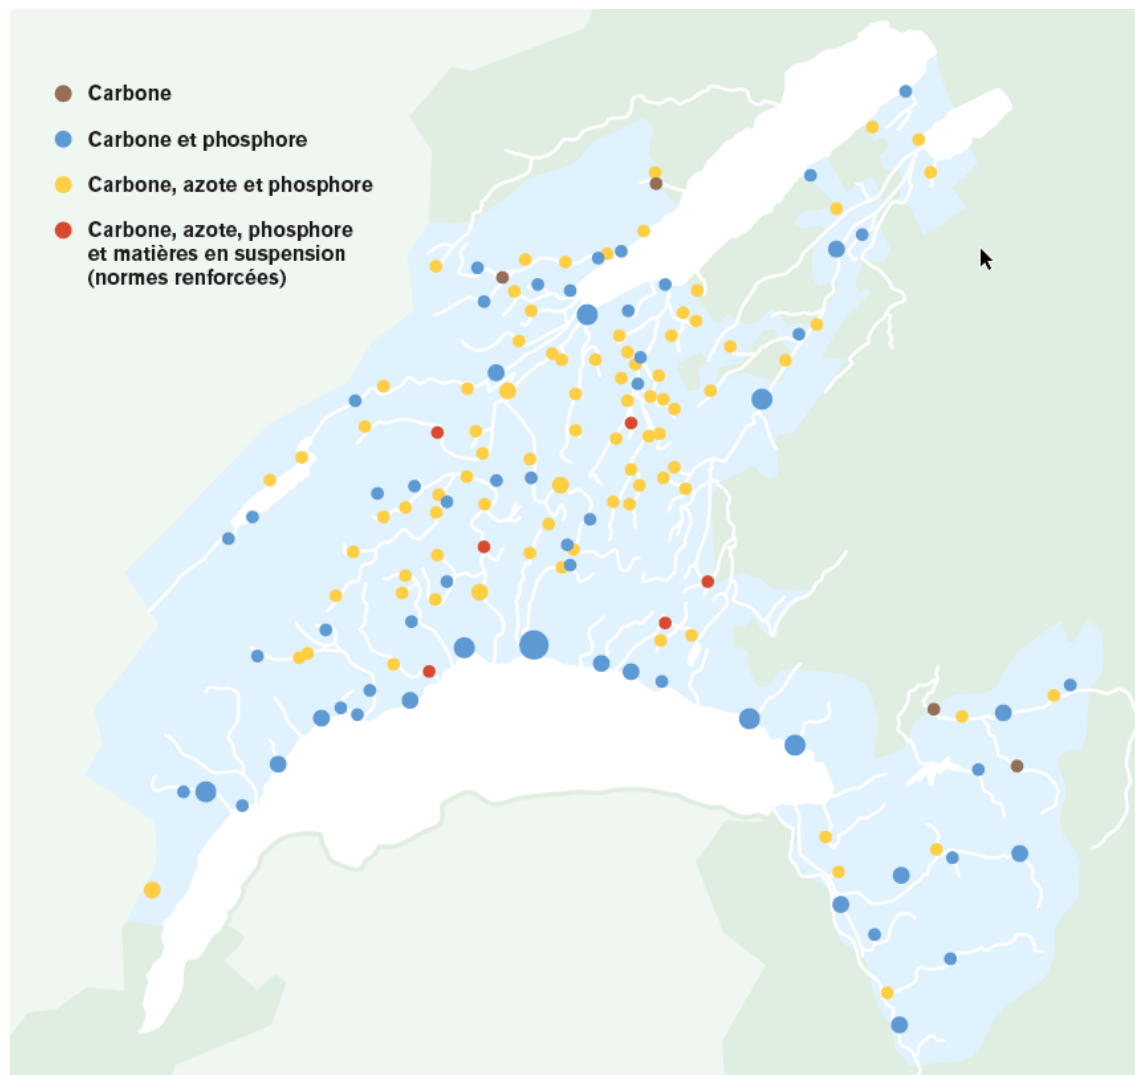 Carbone
Carbone et phosphore
Carbone, azote et phosphore
Carbone, azote, phosphore
et matières en suspension
(normes renforcées)